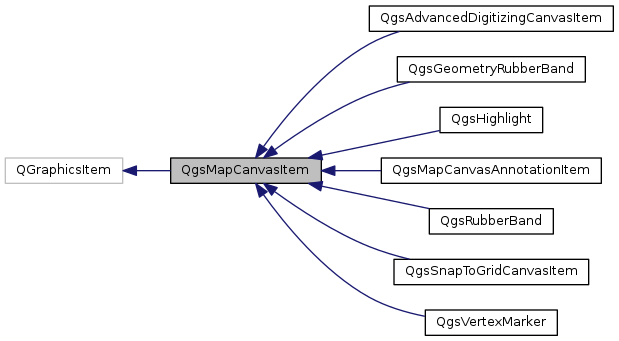 QgsAdvancedDigitizingCanvasItem
QgsGeometryRubberBand
QgsHighlight
QGraphicsItem
QgsMapCanvasItem
QgsMapCanvasAnnotationItem
QgsRubberBand
QgsSnapToGridCanvasItem
QgsVertexMarker